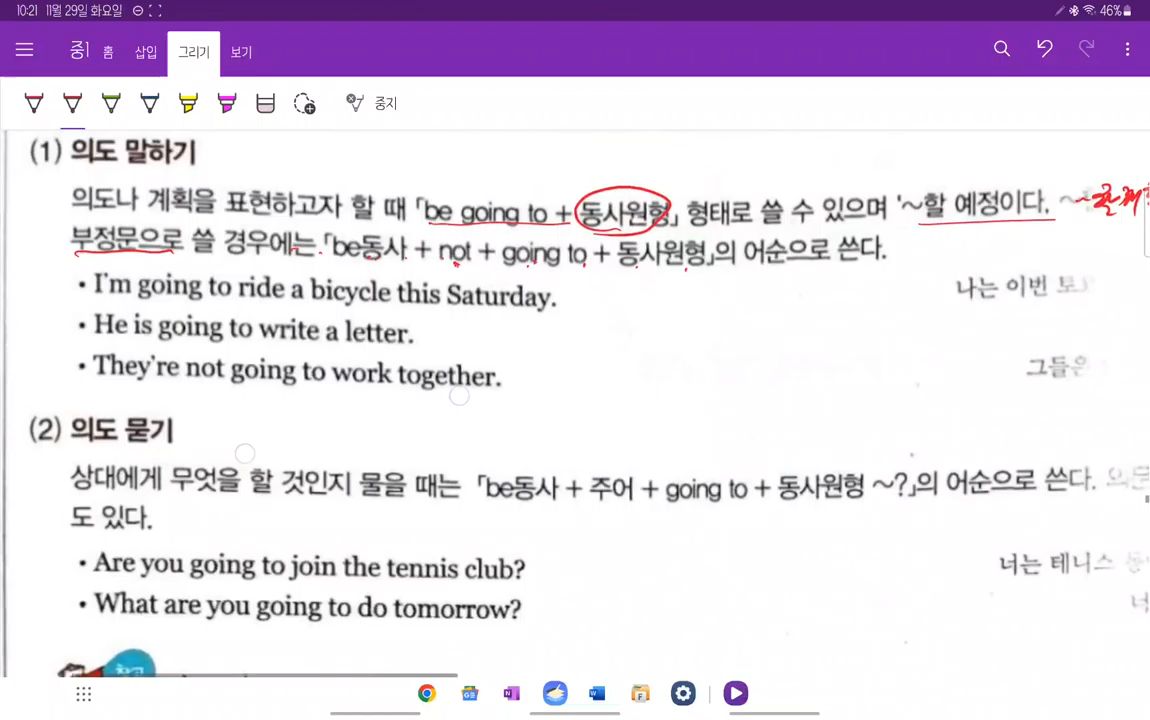 10:21 11월 29일 화요일
46%
중1 홈 삽입 그리기 보기
중지
(1) 의도 말하기
의도나 계획을 표현하고자 할 때 「be going to + 동사원형」 형태로 쓸 수 있으며 '~할 예정이다. ~
부정문으로 쓸 경우에는 「be동사 + not + going to + 동사원형」의 어순으로 쓴다.
• I'm going to ride a bicycle this Saturday. 나는 이번 토
• He is going to write a letter.
• They're not going to work together. 그들은
(2) 의도 묻기
상대에게 무엇을 할 것인지 물을 때는 「be동사 + 주어 + going to + 동사원형 ~?」의 어순으로 쓴다.
도 있다.
• Are you going to join the tennis club? 너는 테니스
• What are you going to do tomorrow? 너
참고